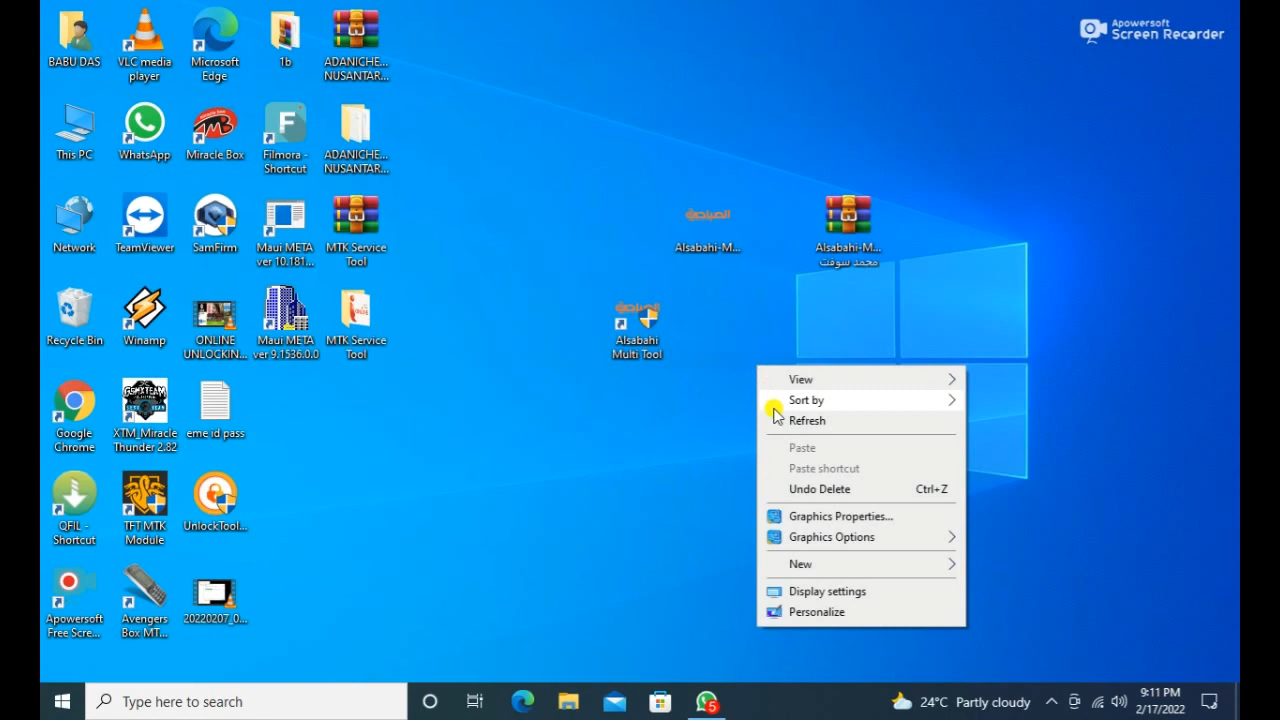 Apowersoft
Screen Recorder
BABU DAS
VLC media
player
Microsoft
Edge
1b
ADANICHE...
NUSANTAR...
This PC
WhatsApp
Miracle Box
Filmora -
Shortcut
ADANICHE...
NUSANTAR...
Network
TeamViewer
SamFirm
Maui META
ver 10.181...
MTK Service
Tool
الصباحي
Alsabahi-M...
Alsabahi-M...
محمد سوفت
Recycle Bin
Winamp
ONLINE
UNLOCKIN...
Maui META
ver 9.1536.0.0
MTK Service
Tool
Alsabahi
Multi Tool
Google
Chrome
XTM_Miracle
Thunder 2.82
eme id pass
QFIL -
Shortcut
TFT MTK
Module
UnlockTool...
Apowersoft
Free Scre...
Avengers
Box MT...
20220207_0...
View
Sort by
Refresh
Paste
Paste shortcut
Undo Delete Ctrl+Z
Graphics Properties...
Graphics Options
New
Display settings
Personalize
Type here to search
5
24°C Partly cloudy
9:11 PM
2/17/2022